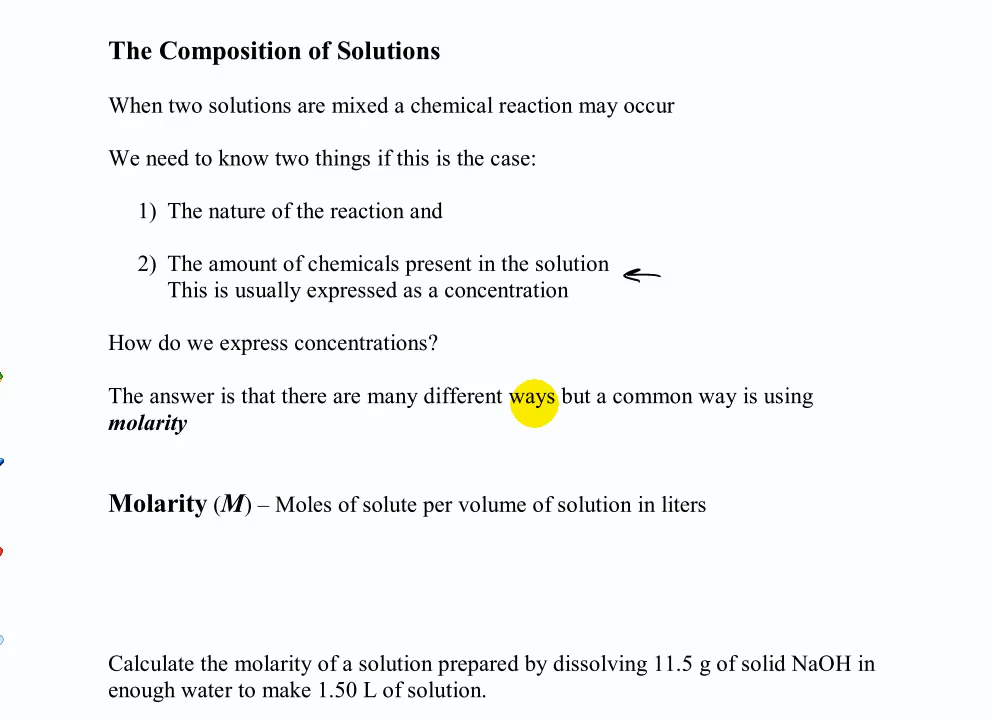 The Composition of Solutions
When two solutions are mixed a chemical reaction may occur
We need to know two things if this is the case:
1) The nature of the reaction and
2) The amount of chemicals present in the solution
This is usually expressed as a concentration
How do we express concentrations?
The answer is that there are many different ways but a common way is using
molarity
Molarity (M) – Moles of solute per volume of solution in liters
Calculate the molarity of a solution prepared by dissolving 11.5 g of solid NaOH in
enough water to make 1.50 L of solution.